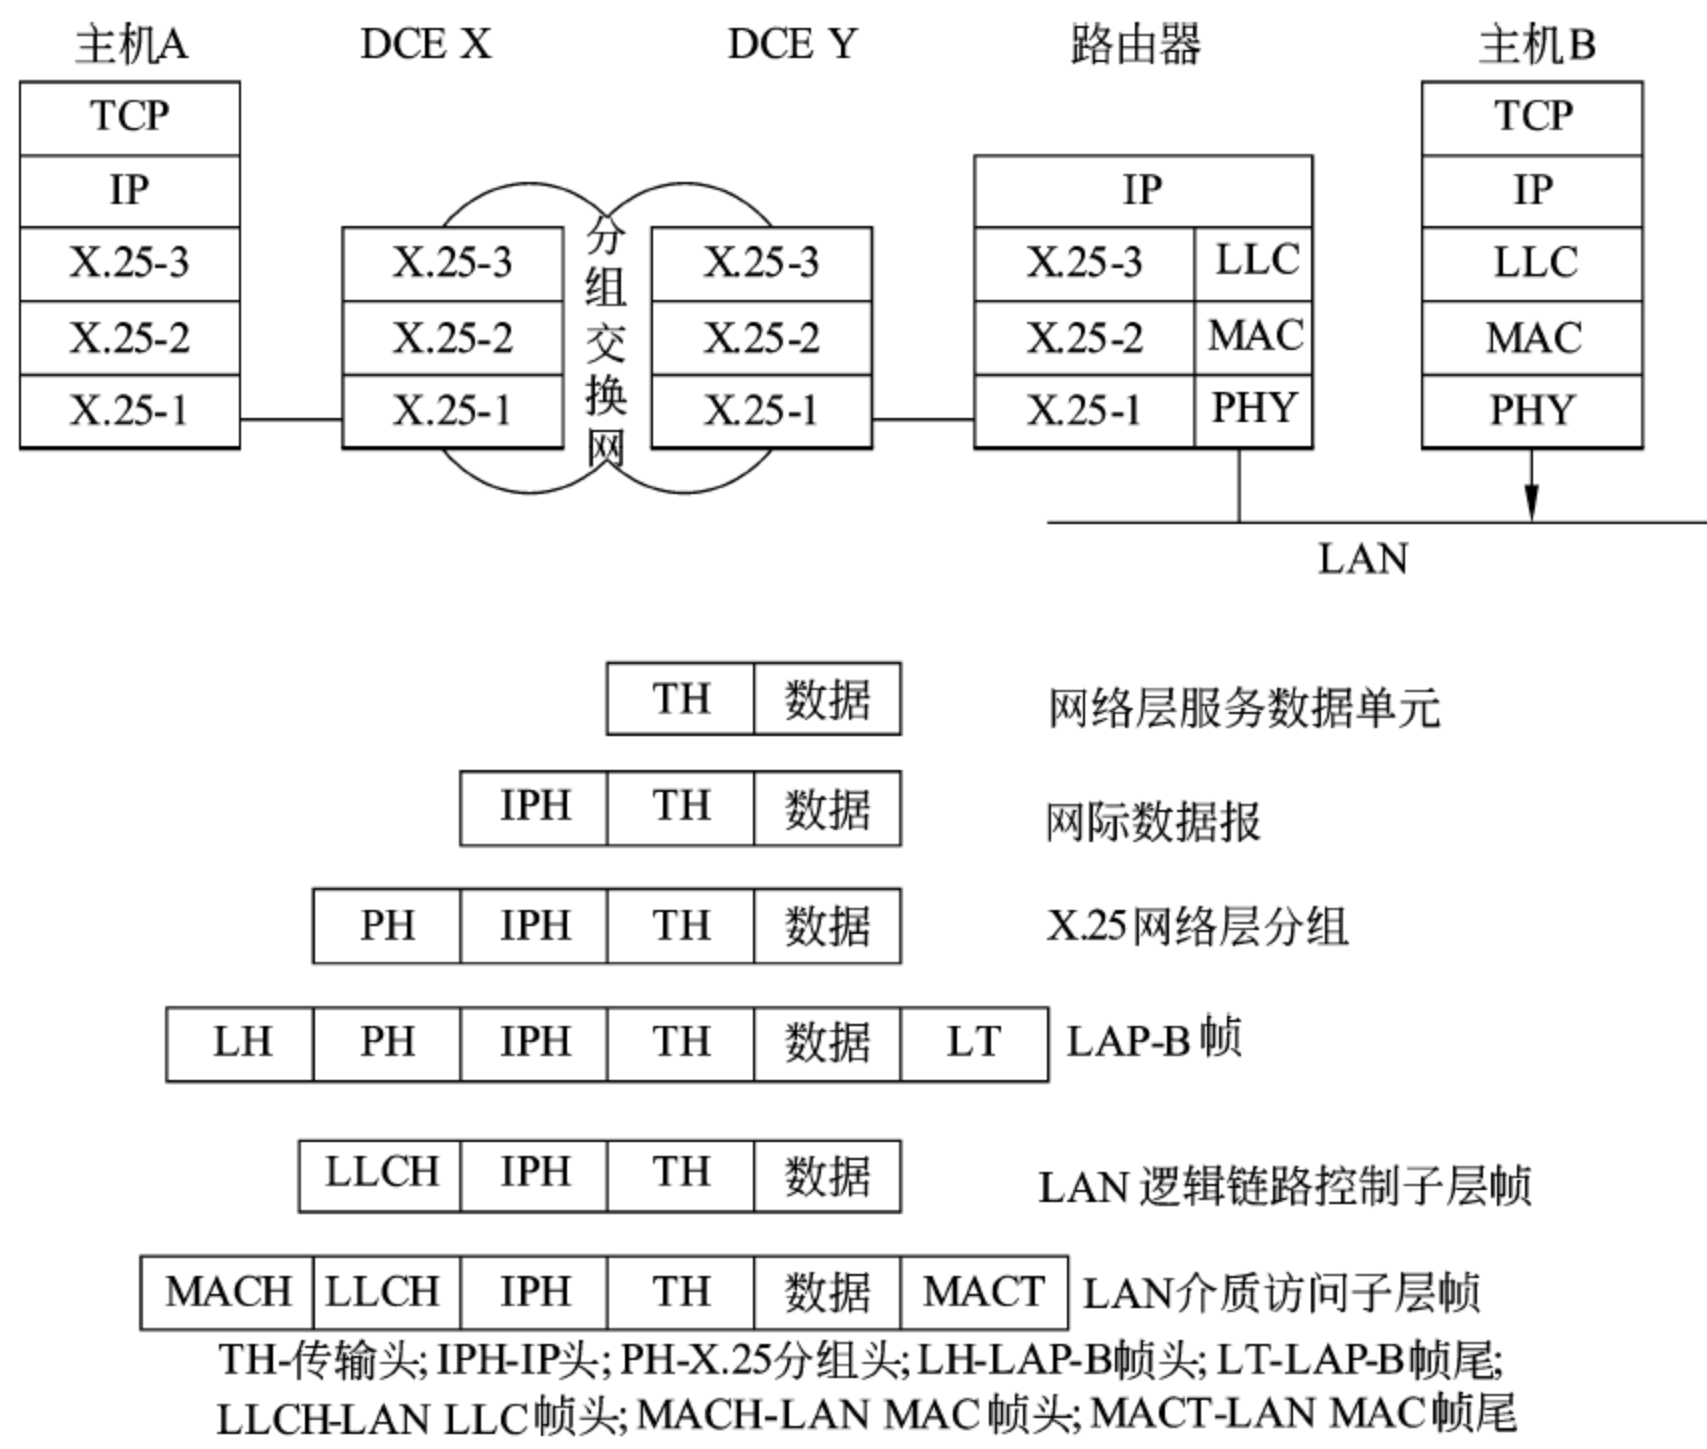 主机A DCE X DCE Y 路由器 主机B
TCP TCP
IP IP IP
X.25-3 X.25-3 X.25-3 X.25-3 LLC LLC
X.25-2 X.25-2 X.25-2 X.25-2 MAC MAC
X.25-1 X.25-1 X.25-1 X.25-1 PHY PHY
分组交换网
LAN
TH 数据 网络层服务数据单元
IPH TH 数据 网际数据报
PH IPH TH 数据 X.25网络层分组
LH PH IPH TH 数据 LT LAP-B帧
LLCH IPH TH 数据 LAN逻辑链路控制子层帧
MACH LLCH IPH TH 数据 MACT LAN介质访问子层帧
TH-传输头; IPH-IP头; PH-X.25分组头; LH-LAP-B帧头; LT-LAP-B帧尾;
LLCH-LAN LLC帧头; MACH-LAN MAC帧头; MACT-LAN MAC帧尾